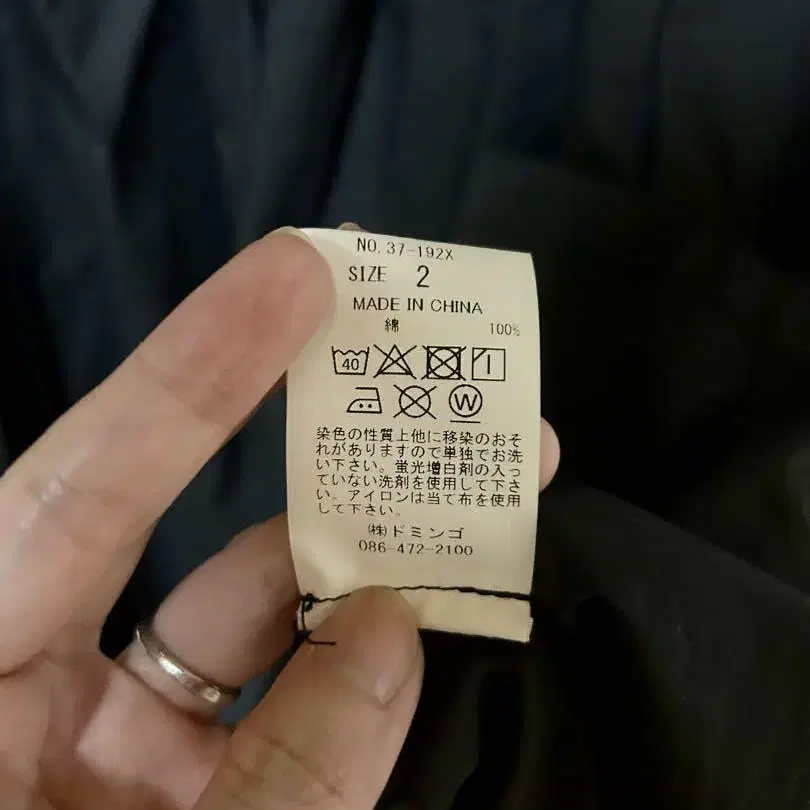 NO. 37-192X
SIZE 2
MADE IN CHINA
綿 100%
40
W
染色の性質上他に移染のおそ
れがありますので単独でお洗
い下さい。蛍光増白剤の入っ
ていない洗剤を使用して下さ
い。アイロンは当て布を使用
して下さい。
㈱ドミンゴ
086-472-2100